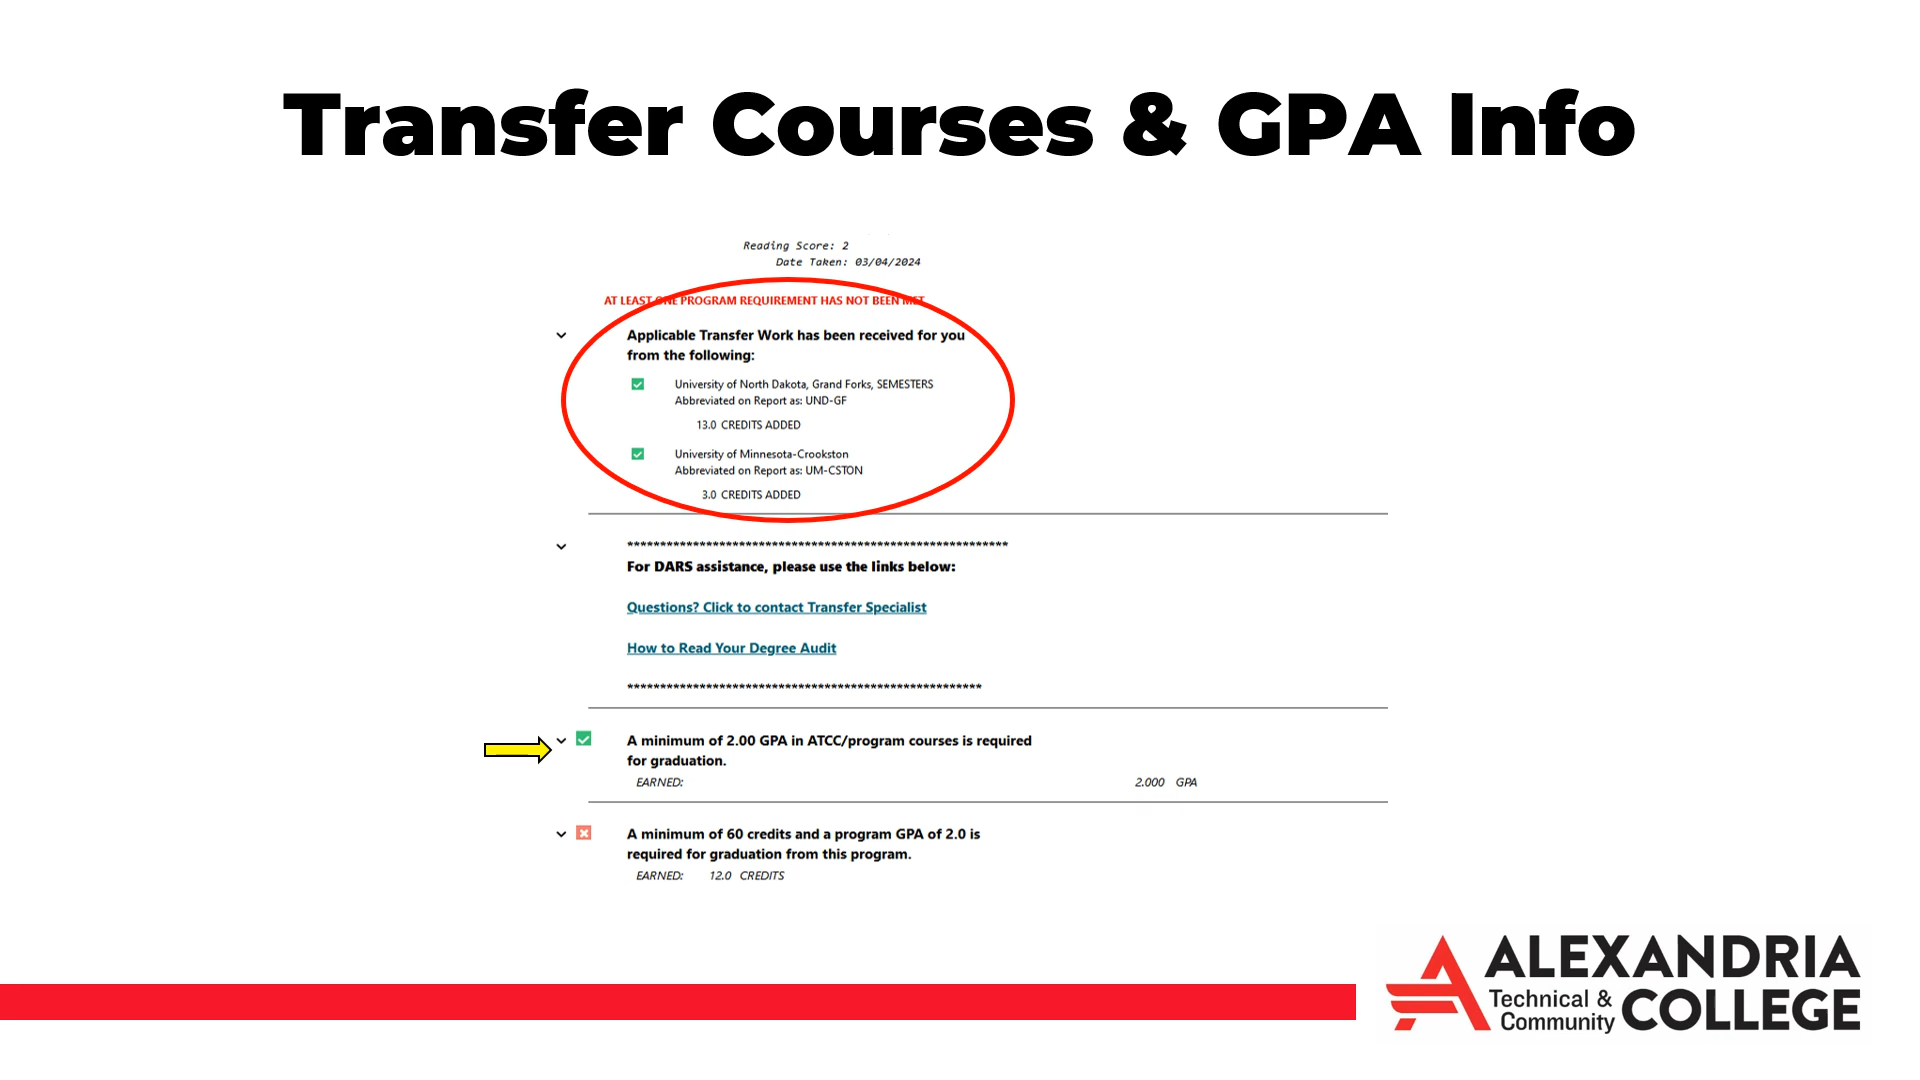 Transfer Courses & GPA Info
Reading Score: 2
Date Taken: 03/04/2024
AT LEAST ONE PROGRAM REQUIREMENT HAS NOT BEEN MET
Applicable Transfer Work has been received for you
from the following:
University of North Dakota, Grand Forks, SEMESTERS
Abbreviated on Report as: UND-GF
13.0 CREDITS ADDED
University of Minnesota-Crookston
Abbreviated on Report as: UM-CSTON
3.0 CREDITS ADDED
**********************************************************
For DARS assistance, please use the links below:
Questions? Click to contact Transfer Specialist
How to Read Your Degree Audit
******************************************************
A minimum of 2.00 GPA in ATCC/program courses is required
for graduation.
EARNED: 2.000 GPA
A minimum of 60 credits and a program GPA of 2.0 is
required for graduation from this program.
EARNED: 12.0 CREDITS
ALEXANDRIA
Technical &
Community
COLLEGE